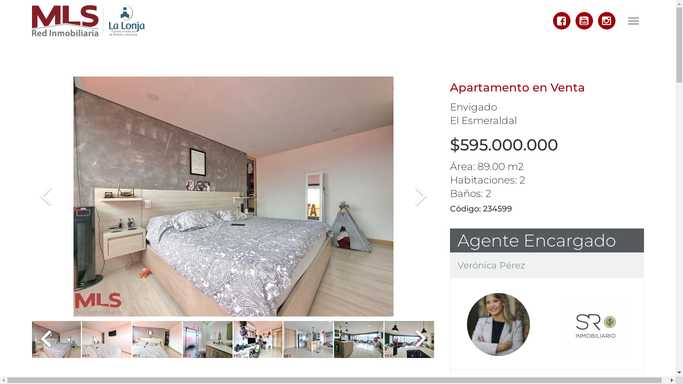 MLS
Red Inmobiliaria
La Lonja
Apartamento en Venta
Envigado
El Esmeraldal
$595.000.000
Área: 89.00 m2
Habitaciones: 2
Baños: 2
Código: 234599
Agente Encargado
Verónica Pérez
MLS
SR
INMOBILIARIO